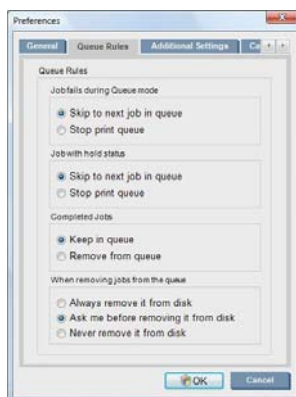 Preferences
General
Queue Rules
Additional Settings
Ca
Queue Rules
Job fails during Queue mode
Skip to next job in queue
Stop print queue
Job with hold status
Skip to next job in queue
Stop print queue
Completed Jobs
Keep in queue
Remove from queue
When removing jobs from the queue
Always remove it from disk
Ask me before removing it from disk
Never remove it from disk
OK
Cancel